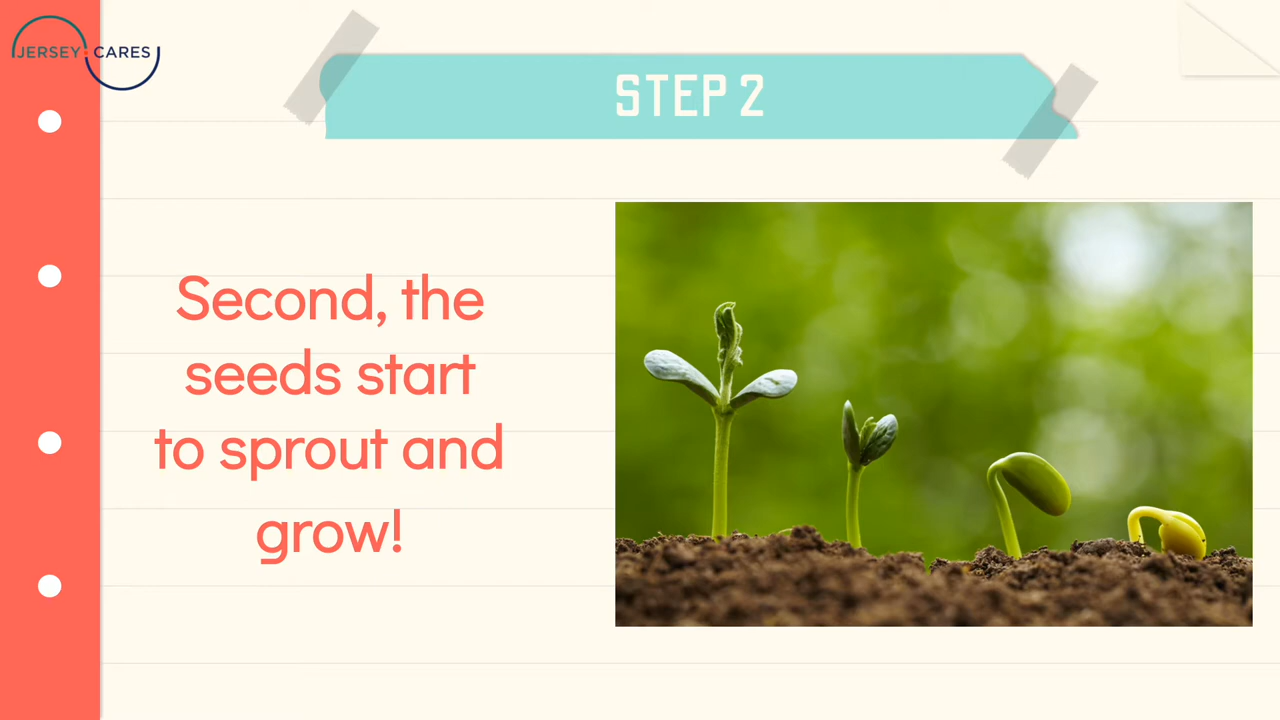 JERSEY CARES
STEP 2
Second, the
seeds start
to sprout and
grow!